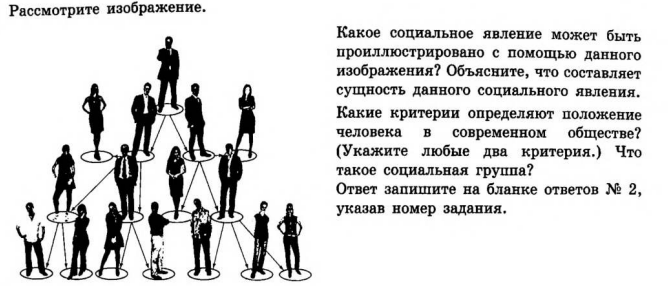 Рассмотрите изображение.
Какое социальное явление может быть
проиллюстрировано с помощью данного
изображения? Объясните, что составляет
сущность данного социального явления.
Какие критерии определяют положение
человека в современном обществе?
(Укажите любые два критерия.) Что
такое социальная группа?
Ответ запишите на бланке ответов № 2,
указав номер задания.